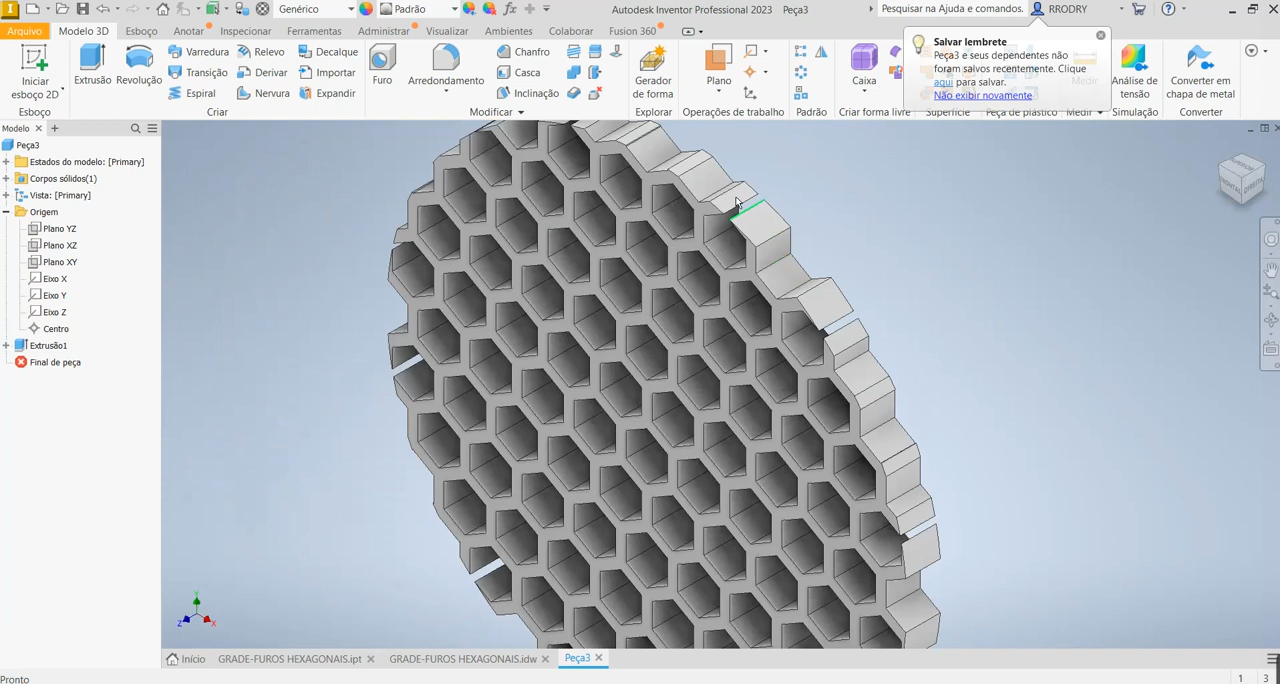 Genérico
Padrão
Autodesk Inventor Professional 2023 Peça3
Pesquisar na Ajuda e comandos.
RRODRY
Arquivo
Modelo 3D
Esboço
Anotar
Inspecionar
Ferramentas
Administrar
Visualizar
Ambientes
Colaborar
Fusion 360
Iniciar
esboço 2D
Extrusão
Revolução
Varredura
Relevo
Decalque
Transição
Derivar
Importar
Espiral
Nervura
Expandir
Furo
Arredondamento
Chanfro
Casca
Inclinação
Gerador
de forma
Plano
Caixa
Medir
Análise de
tensão
Converter em
chapa de metal
Esboço
Criar
Modificar
Explorar
Operações de trabalho
Padrão
Criar forma livre
Superfície
Peça de plástico
Medir
Simulação
Converter
Salvar lembrete
Peça3 e seus dependentes não
foram salvos recentemente. Clique
aqui para salvar.
Não exibir novamente
Modelo
Peça3
Estados do modelo: [Primary]
Corpos sólidos(1)
Vista: [Primary]
Origem
Plano YZ
Plano XZ
Plano XY
Eixo X
Eixo Y
Eixo Z
Centro
Extrusão1
Final de peça
FRONTAL
DIREITA
Y
Z
X
Início
GRADE-FUROS HEXAGONAIS.ipt
GRADE-FUROS HEXAGONAIS.idw
Peça3
Pronto
1
3